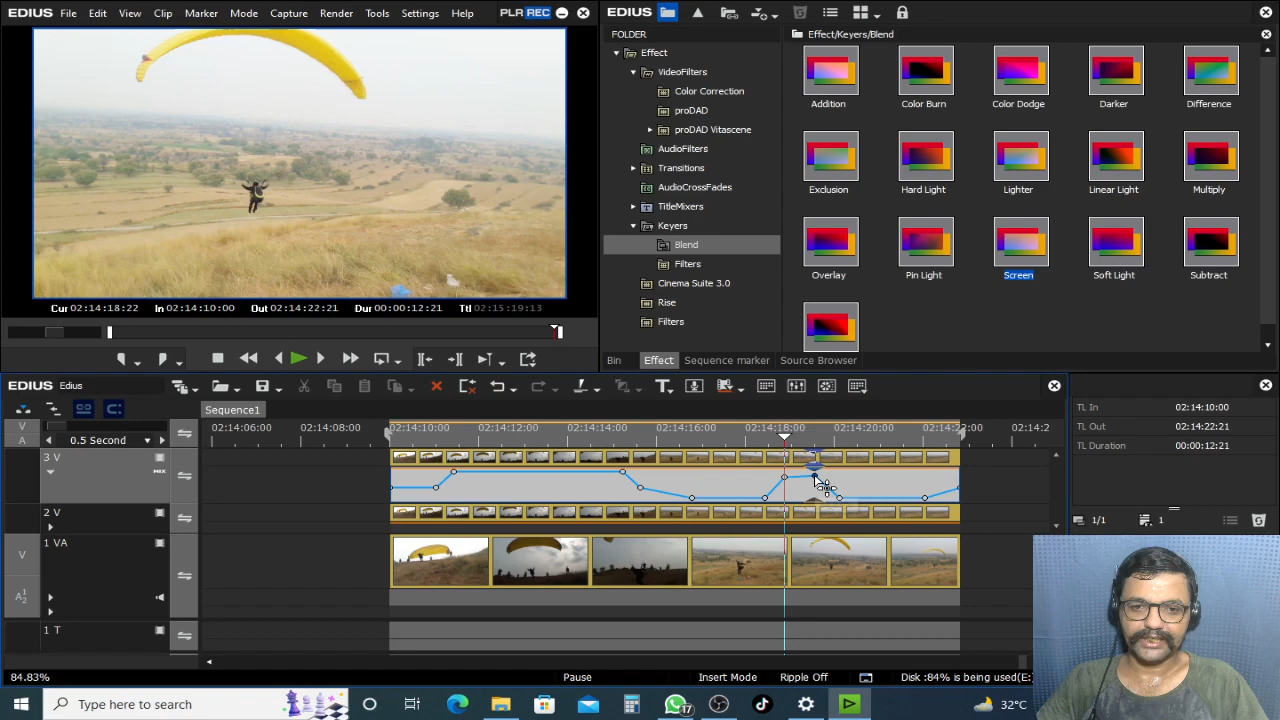 File Edit View Clip Marker Mode Capture Render Tools Settings Help PLR REC
EDIUS
FOLDER
Effect/Keyers/Blend
Effect
VideoFilters
Color Correction
proDAD
proDAD Vitascene
AudioFilters
Transitions
AudioCrossFades
TitleMixers
Keyers
Blend
Filters
Cinema Suite 3.0
Rise
Filters
Addition Color Burn Color Dodge Darker Difference
Exclusion Hard Light Lighter Linear Light Multiply
Overlay Pin Light Screen Soft Light Subtract
Cur 02:14:18:22 In 02:14:10:00 Out 02:14:22:21 Dur 00:00:12:21 Ttl 02:15:19:13
Bin Effect Sequence marker Source Browser
EDIUS Edius
Sequence1
V
A
0.5 Second
02:14:06:00 02:14:08:00 02:14:10:00 02:14:12:00 02:14:14:00 02:14:16:00 02:14:18:00 02:14:20:00 02:14:22:00 02:14:2
3 V
MIX
2 V
V
1 VA
A 1 2
1 T
TL In 02:14:10:00
TL Out 02:14:22:21
TL Duration 00:00:12:21
1/1 1
84.83% Pause Insert Mode Ripple Off Disk :84% is being used(E:
Type here to search
17
32°C